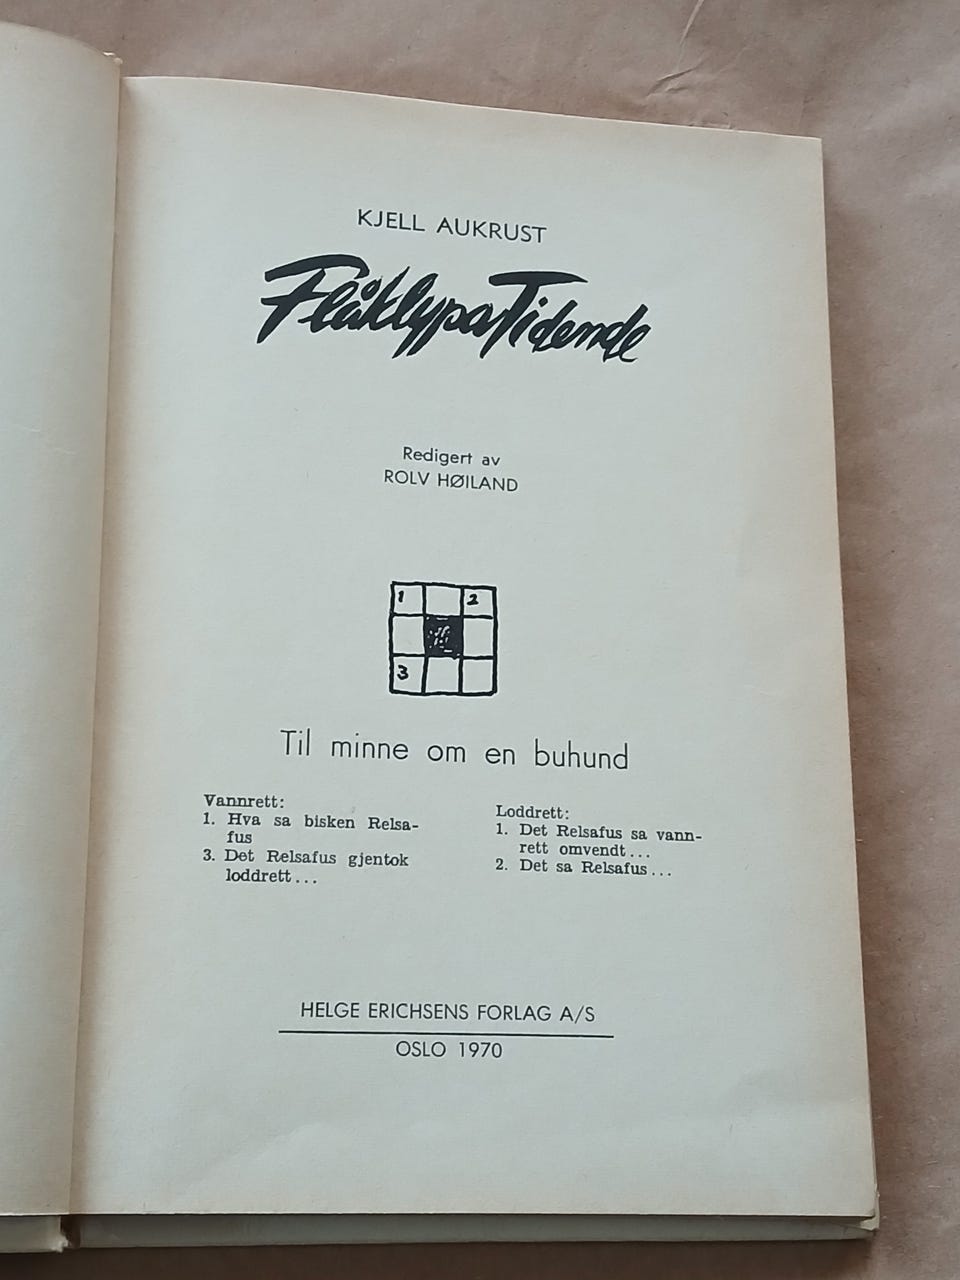 KJELL AUKRUST
Flåklypa Tidende
Redigert av
ROLV HØILAND
1 2
3
Til minne om en buhund
Vannrett:
1. Hva sa bisken Relsa-
fus
3. Det Relsafus gjentok
loddrett...
Loddrett:
1. Det Relsafus sa vann-
rett omvendt...
2. Det sa Relsafus...
HELGE ERICHSENS FORLAG A/S
OSLO 1970